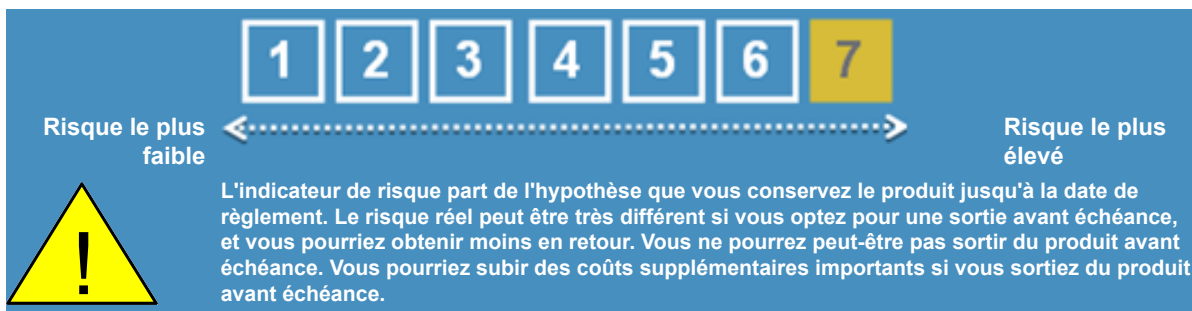 1 2 3 4 5 6 7
Risque le plus
faible
Risque le plus
élevé
!
L'indicateur de risque part de l'hypothèse que vous conservez le produit jusqu'à la date de
règlement. Le risque réel peut être très différent si vous optez pour une sortie avant échéance,
et vous pourriez obtenir moins en retour. Vous ne pourrez peut-être pas sortir du produit avant
échéance. Vous pourriez subir des coûts supplémentaires importants si vous sortiez du produit
avant échéance.